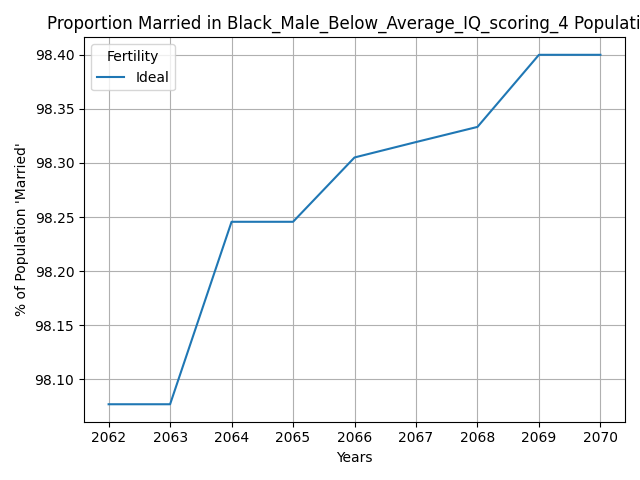 Proportion Married in Black_Male_Below_Average_IQ_scoring_4 Populati
Fertility
Ideal
98.40
98.35
98.30
98.25
98.20
98.15
98.10
% of Population 'Married'
2062 2063 2064 2065 2066 2067 2068 2069 2070
Years